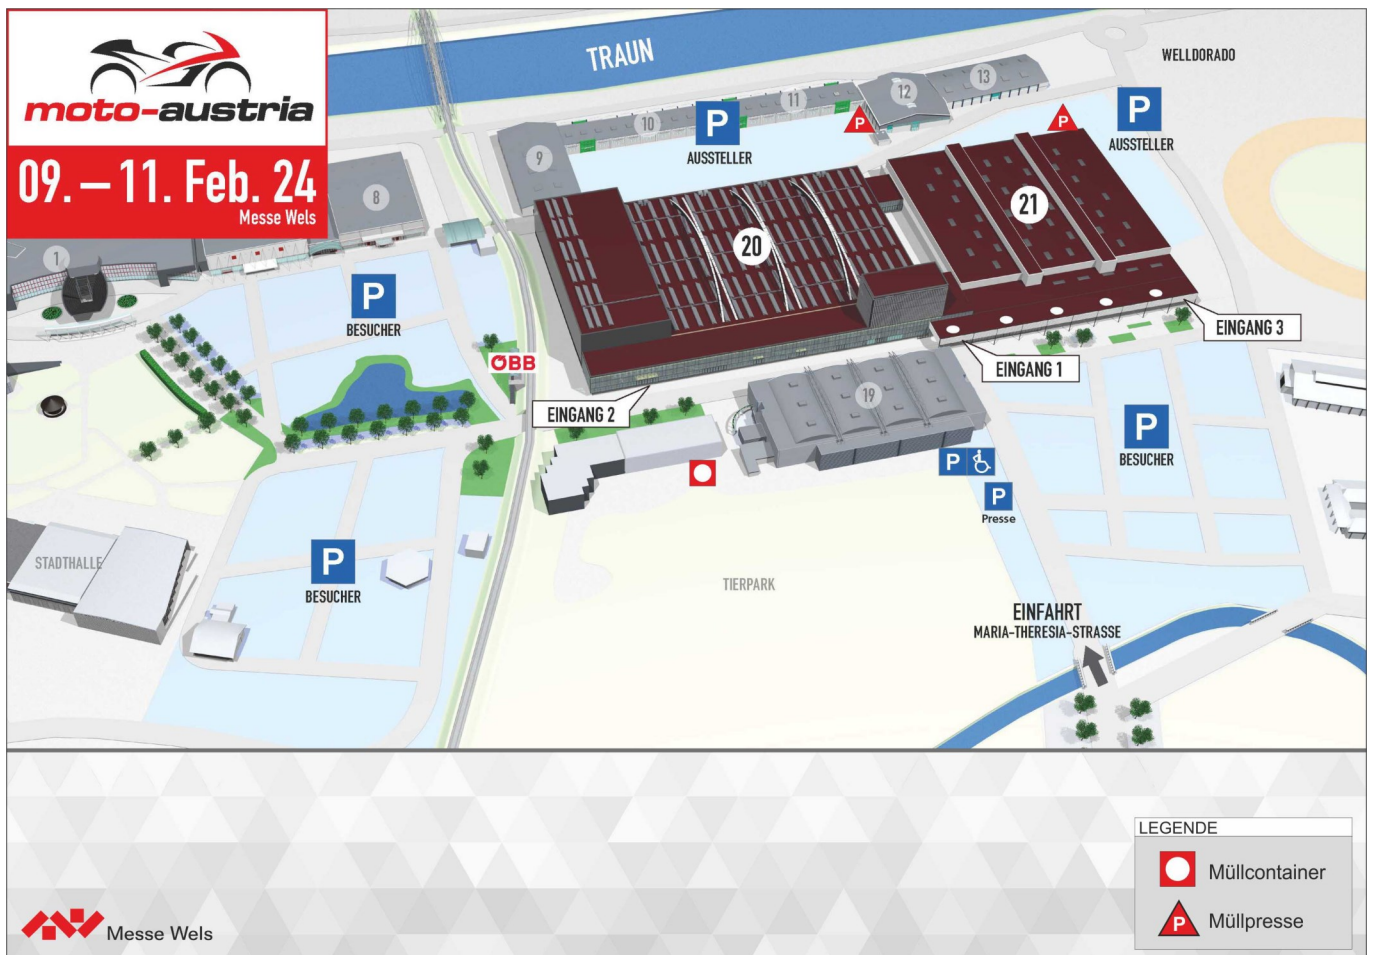 moto-austria
09. – 11. Feb. 24
Messe Wels
TRAUN
WELLDORADO
13
12
11
10
9
8
1
P
AUSSTELLER
P
P
P
AUSSTELLER
20
21
P
BESUCHER
ÖBB
EINGANG 3
EINGANG 1
EINGANG 2
19
P
BESUCHER
P
P
Presse
STADTHALLE
P
BESUCHER
TIERPARK
EINFAHRT
MARIA-THERESIA-STRASSE
LEGENDE
Müllcontainer
P Müllpresse
Messe Wels